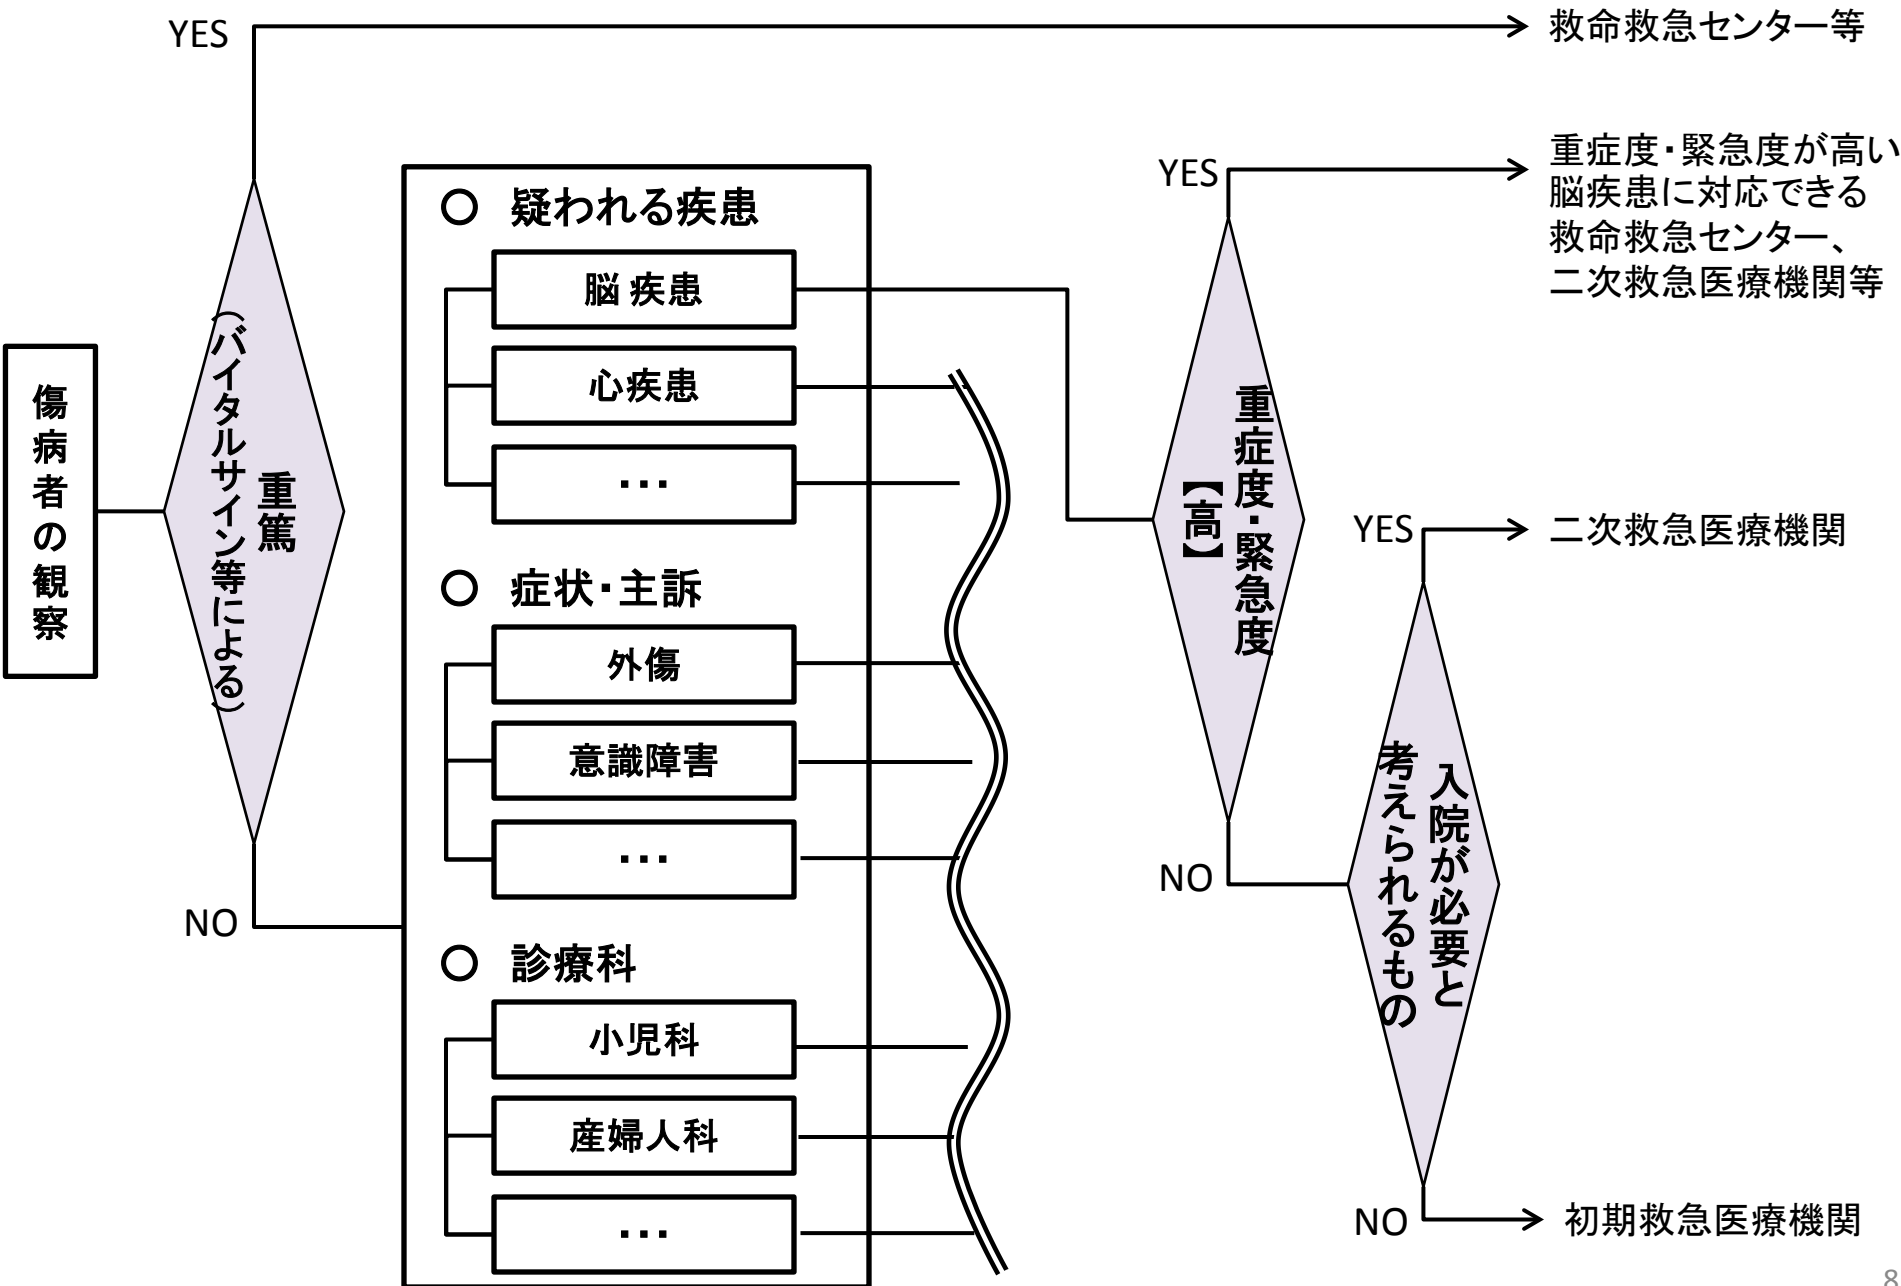 YES
救命救急センター等
傷病者の観察
重篤
（バイタルサイン等による）
NO
○ 疑われる疾患
脳疾患
心疾患
・・・
○ 症状・主訴
外傷
意識障害
・・・
○ 診療科
小児科
産婦人科
・・・
YES
重症度・緊急度が高い
脳疾患に対応できる
救命救急センター、
二次救急医療機関等
重症度・緊急度
【高】
NO
YES
二次救急医療機関
入院が必要と
考えられるもの
NO
初期救急医療機関
8